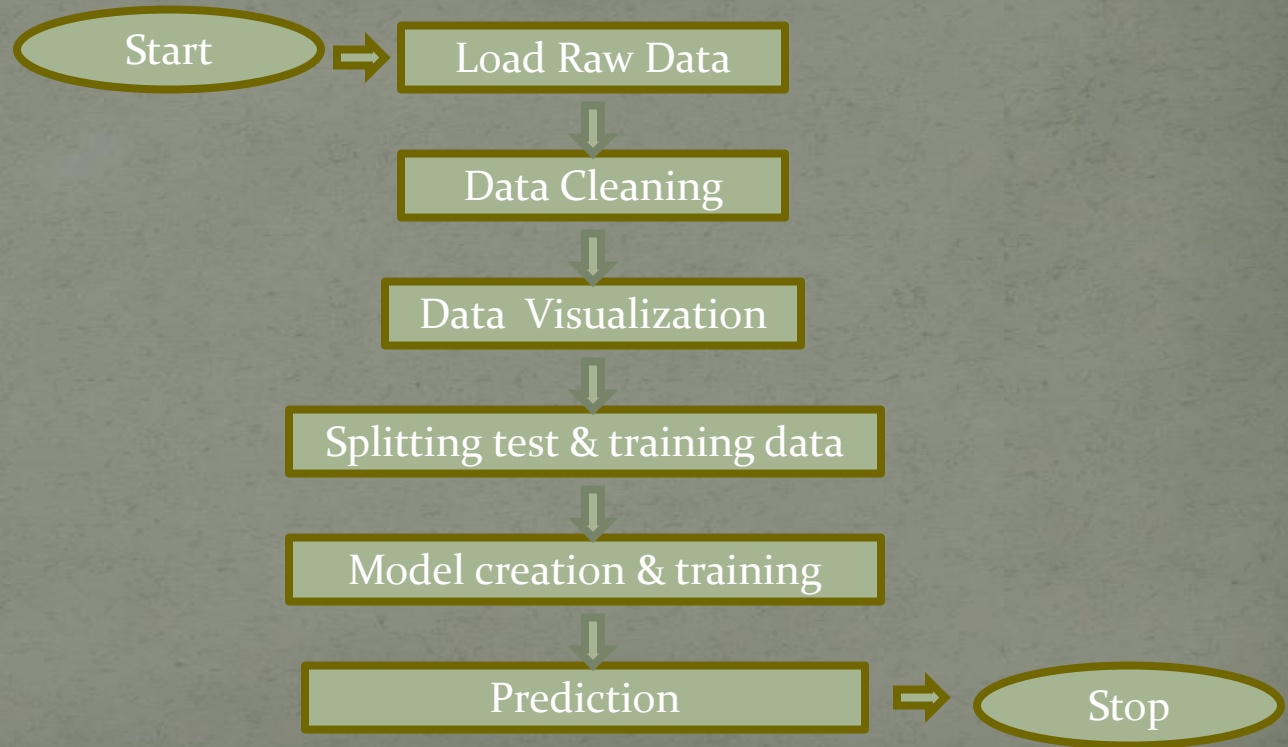 Start
Load Raw Data
Data Cleaning
Data Visualization
Splitting test & training data
Model creation & training
Prediction
Stop